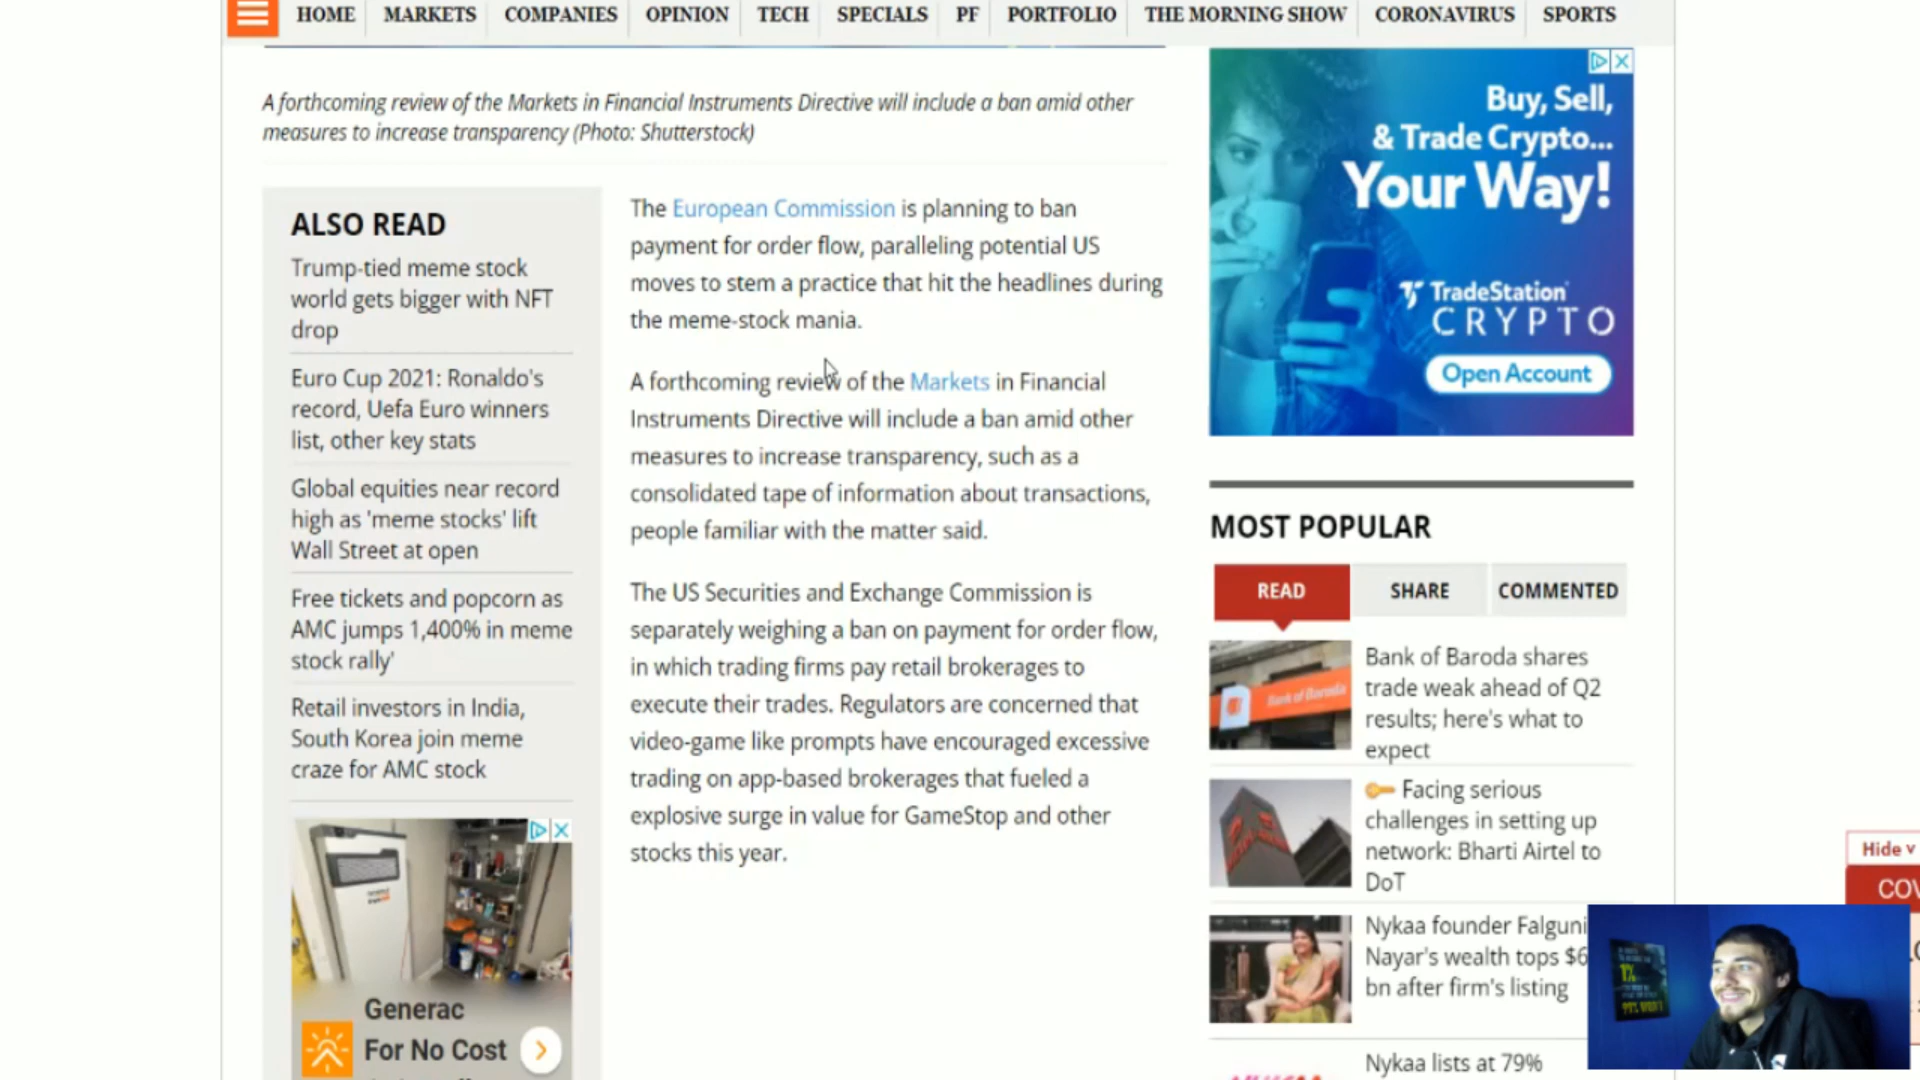 HOME MARKETS COMPANIES OPINION TECH SPECIALS PF PORTFOLIO THE MORNING SHOW CORONAVIRUS SPORTS
A forthcoming review of the Markets in Financial Instruments Directive will include a ban amid other
measures to increase transparency (Photo: Shutterstock)
ALSO READ
Trump-tied meme stock
world gets bigger with NFT
drop
Euro Cup 2021: Ronaldo's
record, Uefa Euro winners
list, other key stats
Global equities near record
high as 'meme stocks' lift
Wall Street at open
Free tickets and popcorn as
AMC jumps 1,400% in meme
stock rally'
Retail investors in India,
South Korea join meme
craze for AMC stock
Generac
For No Cost
The European Commission is planning to ban
payment for order flow, paralleling potential US
moves to stem a practice that hit the headlines during
the meme-stock mania.
A forthcoming review of the Markets in Financial
Instruments Directive will include a ban amid other
measures to increase transparency, such as a
consolidated tape of information about transactions,
people familiar with the matter said.
The US Securities and Exchange Commission is
separately weighing a ban on payment for order flow,
in which trading firms pay retail brokerages to
execute their trades. Regulators are concerned that
video-game like prompts have encouraged excessive
trading on app-based brokerages that fueled a
explosive surge in value for GameStop and other
stocks this year.
Buy, Sell,
& Trade Crypto...
Your Way!
TradeStation
CRYPTO
Open Account
MOST POPULAR
READ SHARE COMMENTED
Bank of Baroda
Bank of Baroda shares
trade weak ahead of Q2
results; here's what to
expect
Facing serious
challenges in setting up
network: Bharti Airtel to
DoT
Nykaa founder Falguni
Nayar's wealth tops $6
bn after firm's listing
Nykaa lists at 79%
Hide v
COV
1%